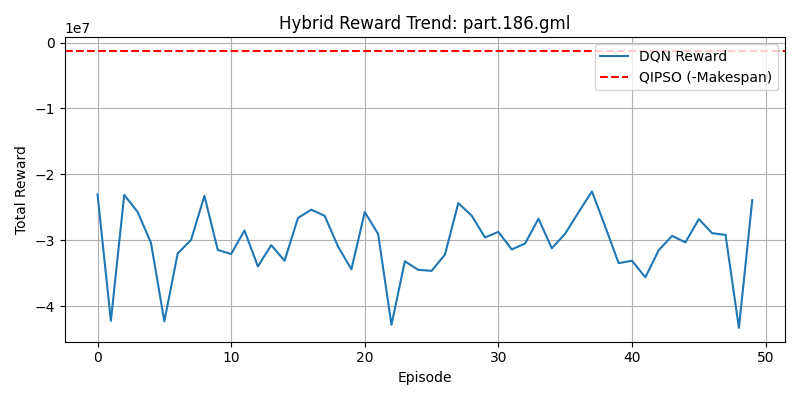 Hybrid Reward Trend: part.186.gml
1e7
DQN Reward
QIPSO (-Makespan)
0
−1
−2
−3
−4
Total Reward
0 10 20 30 40 50
Episode